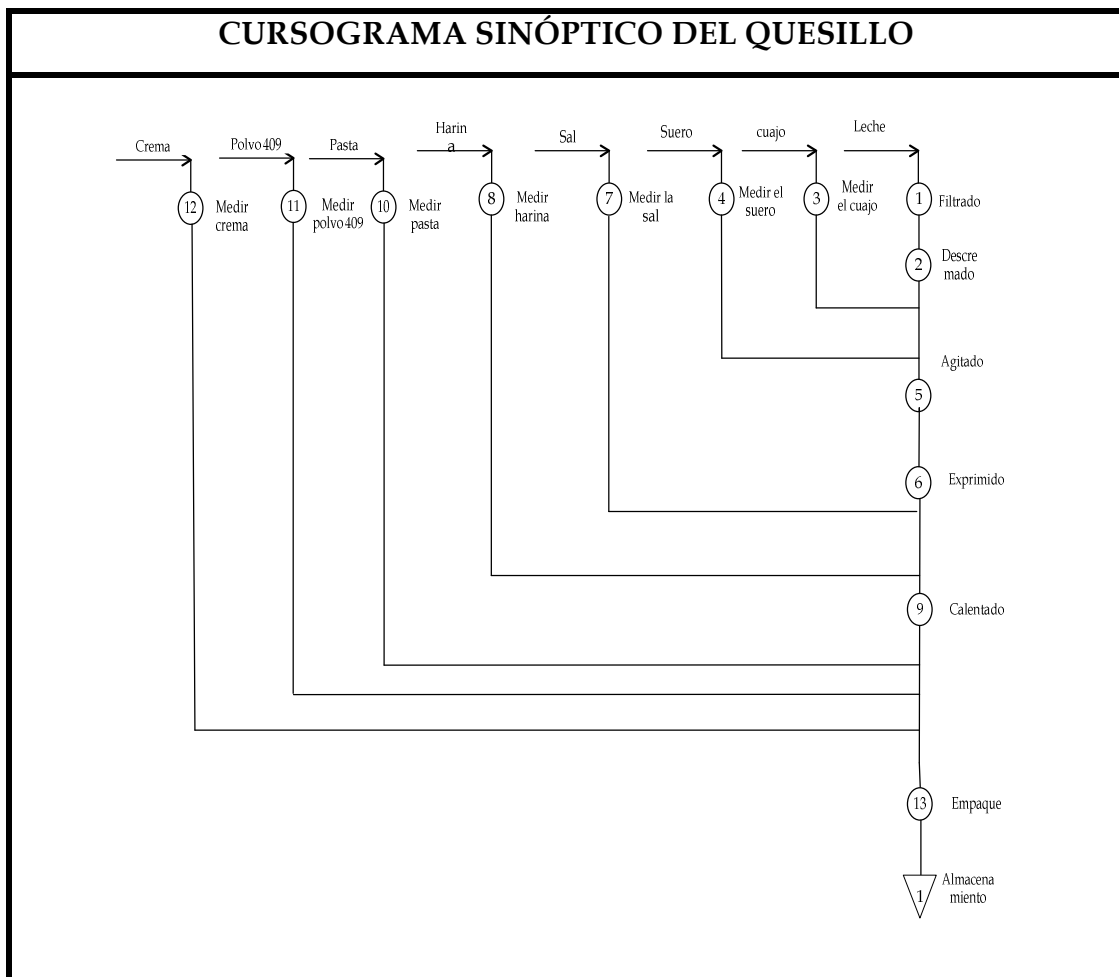 CURSOGRAMA SINÓPTICO DEL QUESILLO
Crema
Polvo 409
Pasta
Harin
a
Sal
Suero
cuajo
Leche
12
Medir
crema
11
Medir
polvo 409
10
Medir
pasta
8
Medir
harina
7
Medir la
sal
4
Medir el
suero
3
Medir
el cuajo
1
Filtrado
2
Descre
mado
Agitado
5
6
Exprimido
9
Calentado
13
Empaque
1
Almacena
miento